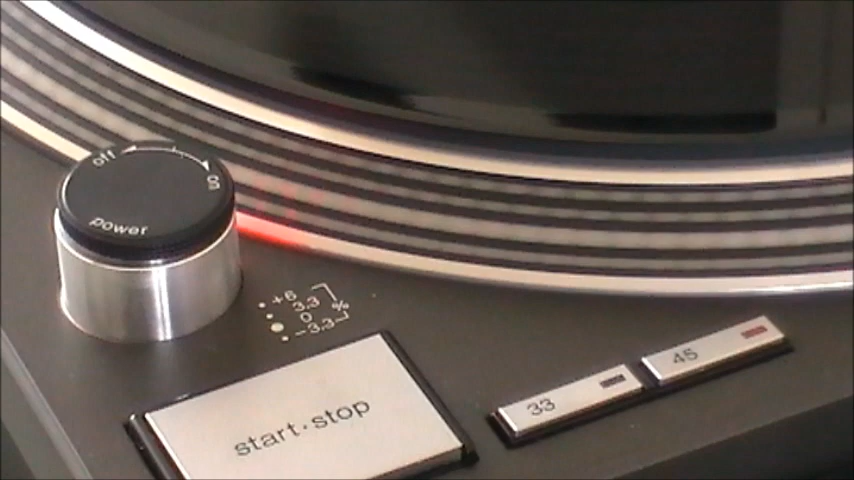 off on
power
+6
3.3
0
-3.3
%
start·stop
33
45